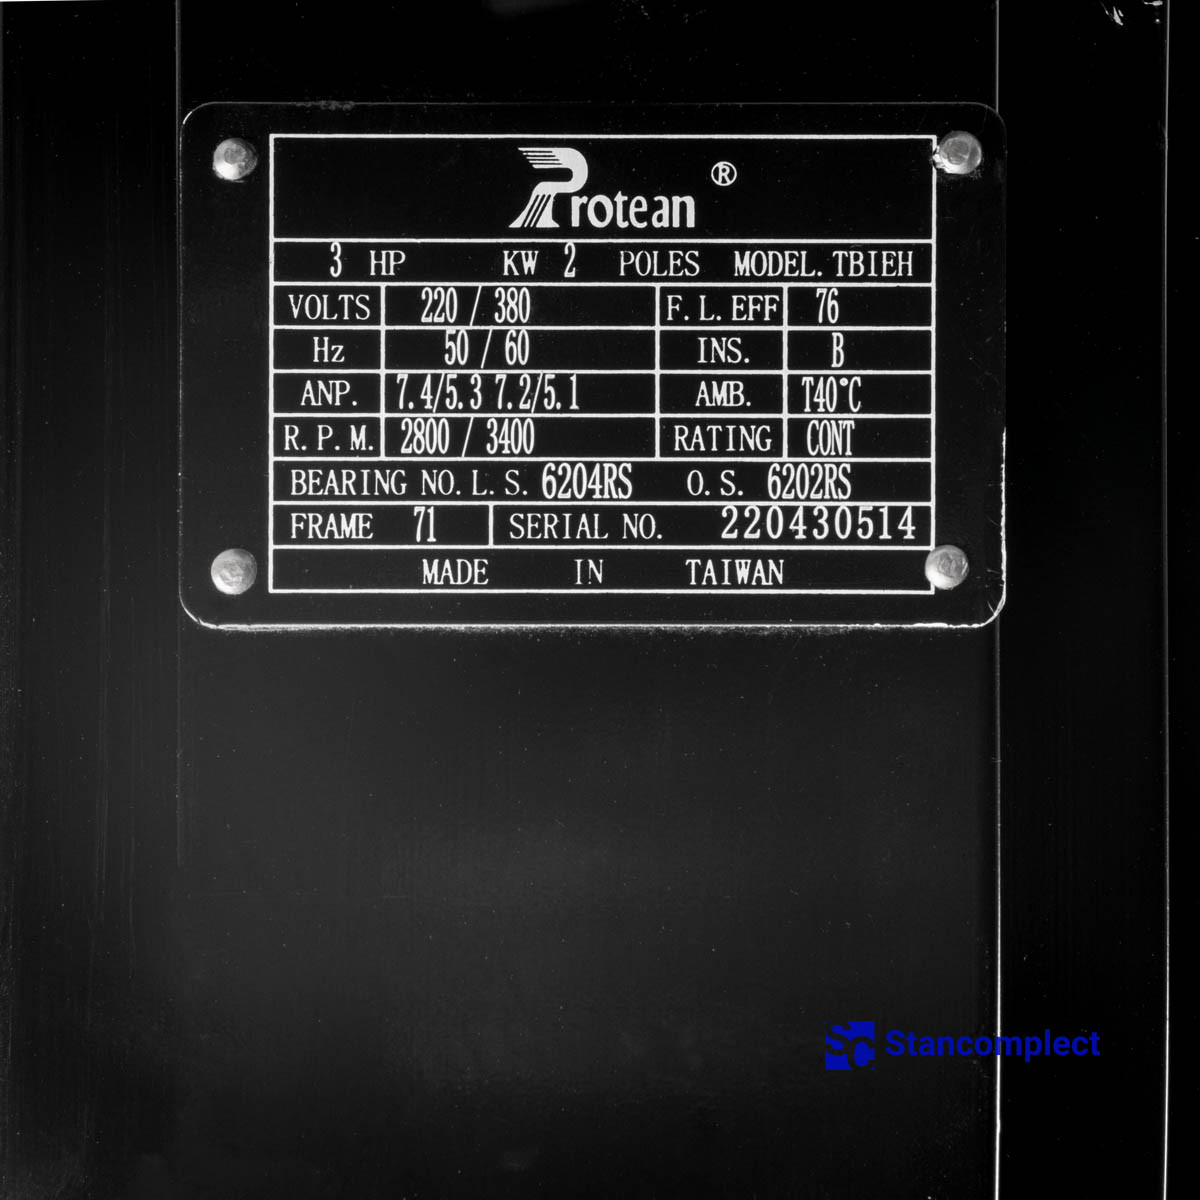 Protean ®
3 HP KW 2 POLES MODEL. TBIEH
VOLTS 220 / 380 F. L. EFF 76
Hz 50 / 60 INS. B
ANP. 7.4/5.3 7.2/5.1 AMB. T40°C
R. P. M. 2800 / 3400 RATING CONT
BEARING NO. L. S. 6204RS O. S. 6202RS
FRAME 71 SERIAL NO. 220430514
MADE IN TAIWAN
SC Stancomplect